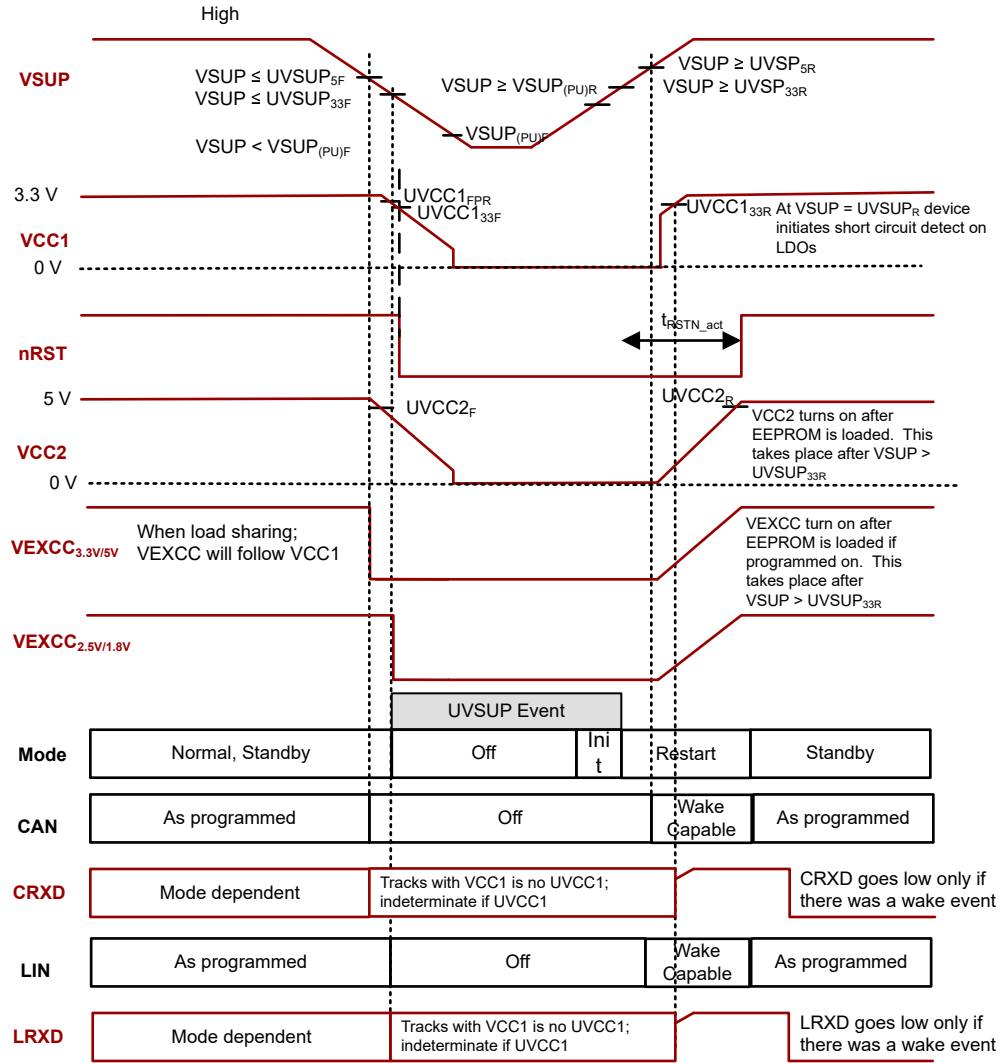 High
VSUP
VSUP ≤ UVSUP5F
VSUP ≤ UVSUP33F
VSUP < VSUP(PU)F
VSUP ≥ VSUP(PU)R
VSUP(PU)F
VSUP ≥ UVSP5R
VSUP ≥ UVSP33R
3.3 V
VCC1
0 V
UVCC1FPR
UVCC133F
UVCC133R
At VSUP = UVSUPR device
initiates short circuit detect on
LDOs
nRST
tRSTN_act
5 V
VCC2
0 V
UVCC2F
UVCC2R
VCC2 turns on after
EEPROM is loaded. This
takes place after VSUP >
UVSUP33R
VEXCC3.3V/5V
When load sharing;
VEXCC will follow VCC1
VEXCC turn on after
EEPROM is loaded if
programmed on. This
takes place after
VSUP > UVSUP33R
VEXCC2.5V/1.8V
UVSUP Event
Mode
Normal, Standby
Off
Ini
t
Restart
Standby
CAN
As programmed
Off
Wake
Capable
As programmed
CRXD
Mode dependent
Tracks with VCC1 is no UVCC1;
indeterminate if UVCC1
CRXD goes low only if
there was a wake event
LIN
As programmed
Off
Wake
Capable
As programmed
LRXD
Mode dependent
Tracks with VCC1 is no UVCC1;
indeterminate if UVCC1
LRXD goes low only if
there was a wake event